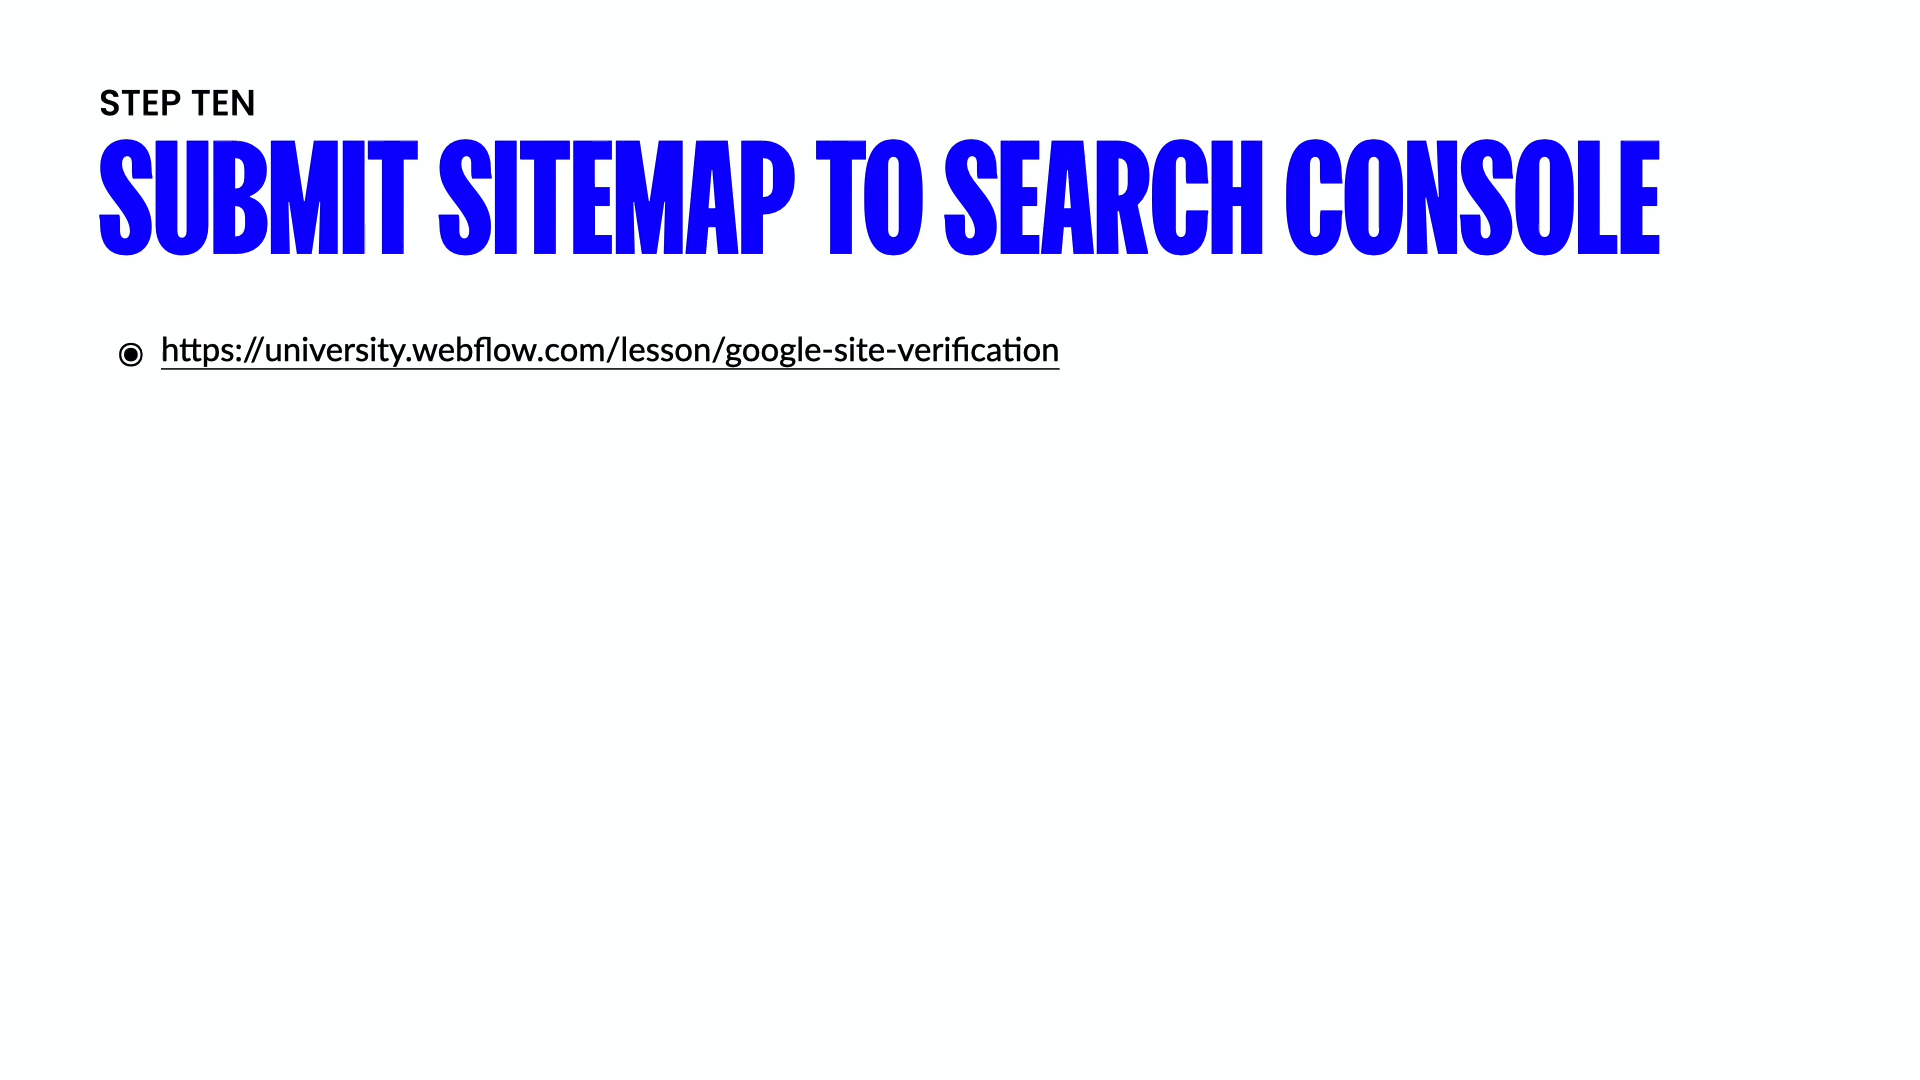 STEP TEN
SUBMIT SITEMAP TO SEARCH CONSOLE
https://university.webflow.com/lesson/google-site-verification